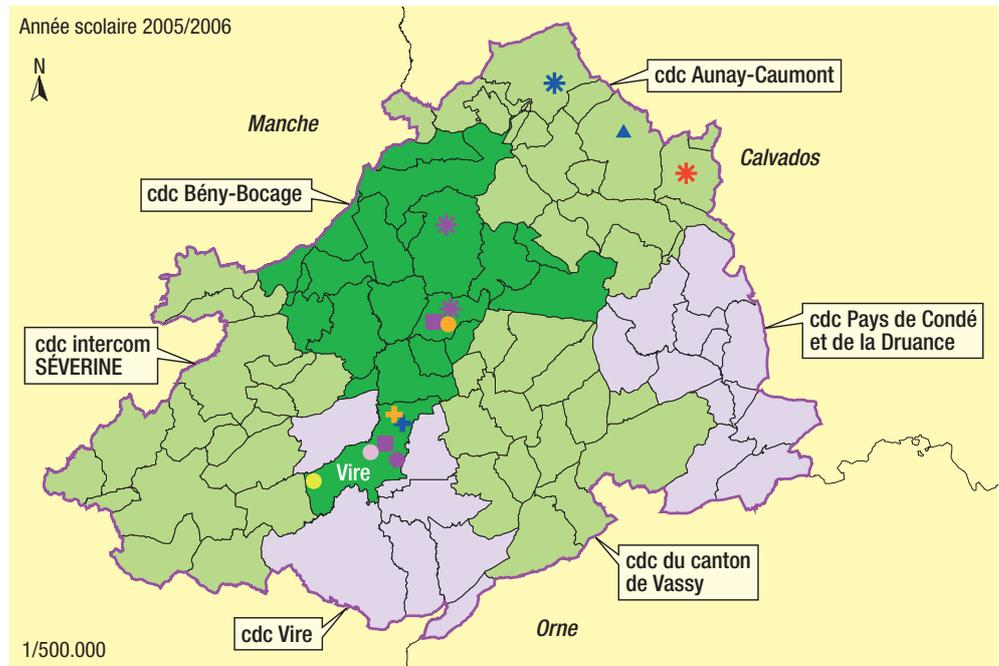 Année scolaire 2005/2006
N
cdc Aunay-Caumont
Manche
Calvados
cdc Bény-Bocage
cdc Pays de Condé
et de la Druance
cdc intercom
SÉVERINE
Vire
cdc du canton
de Vassy
cdc Vire
Orne
1/500.000